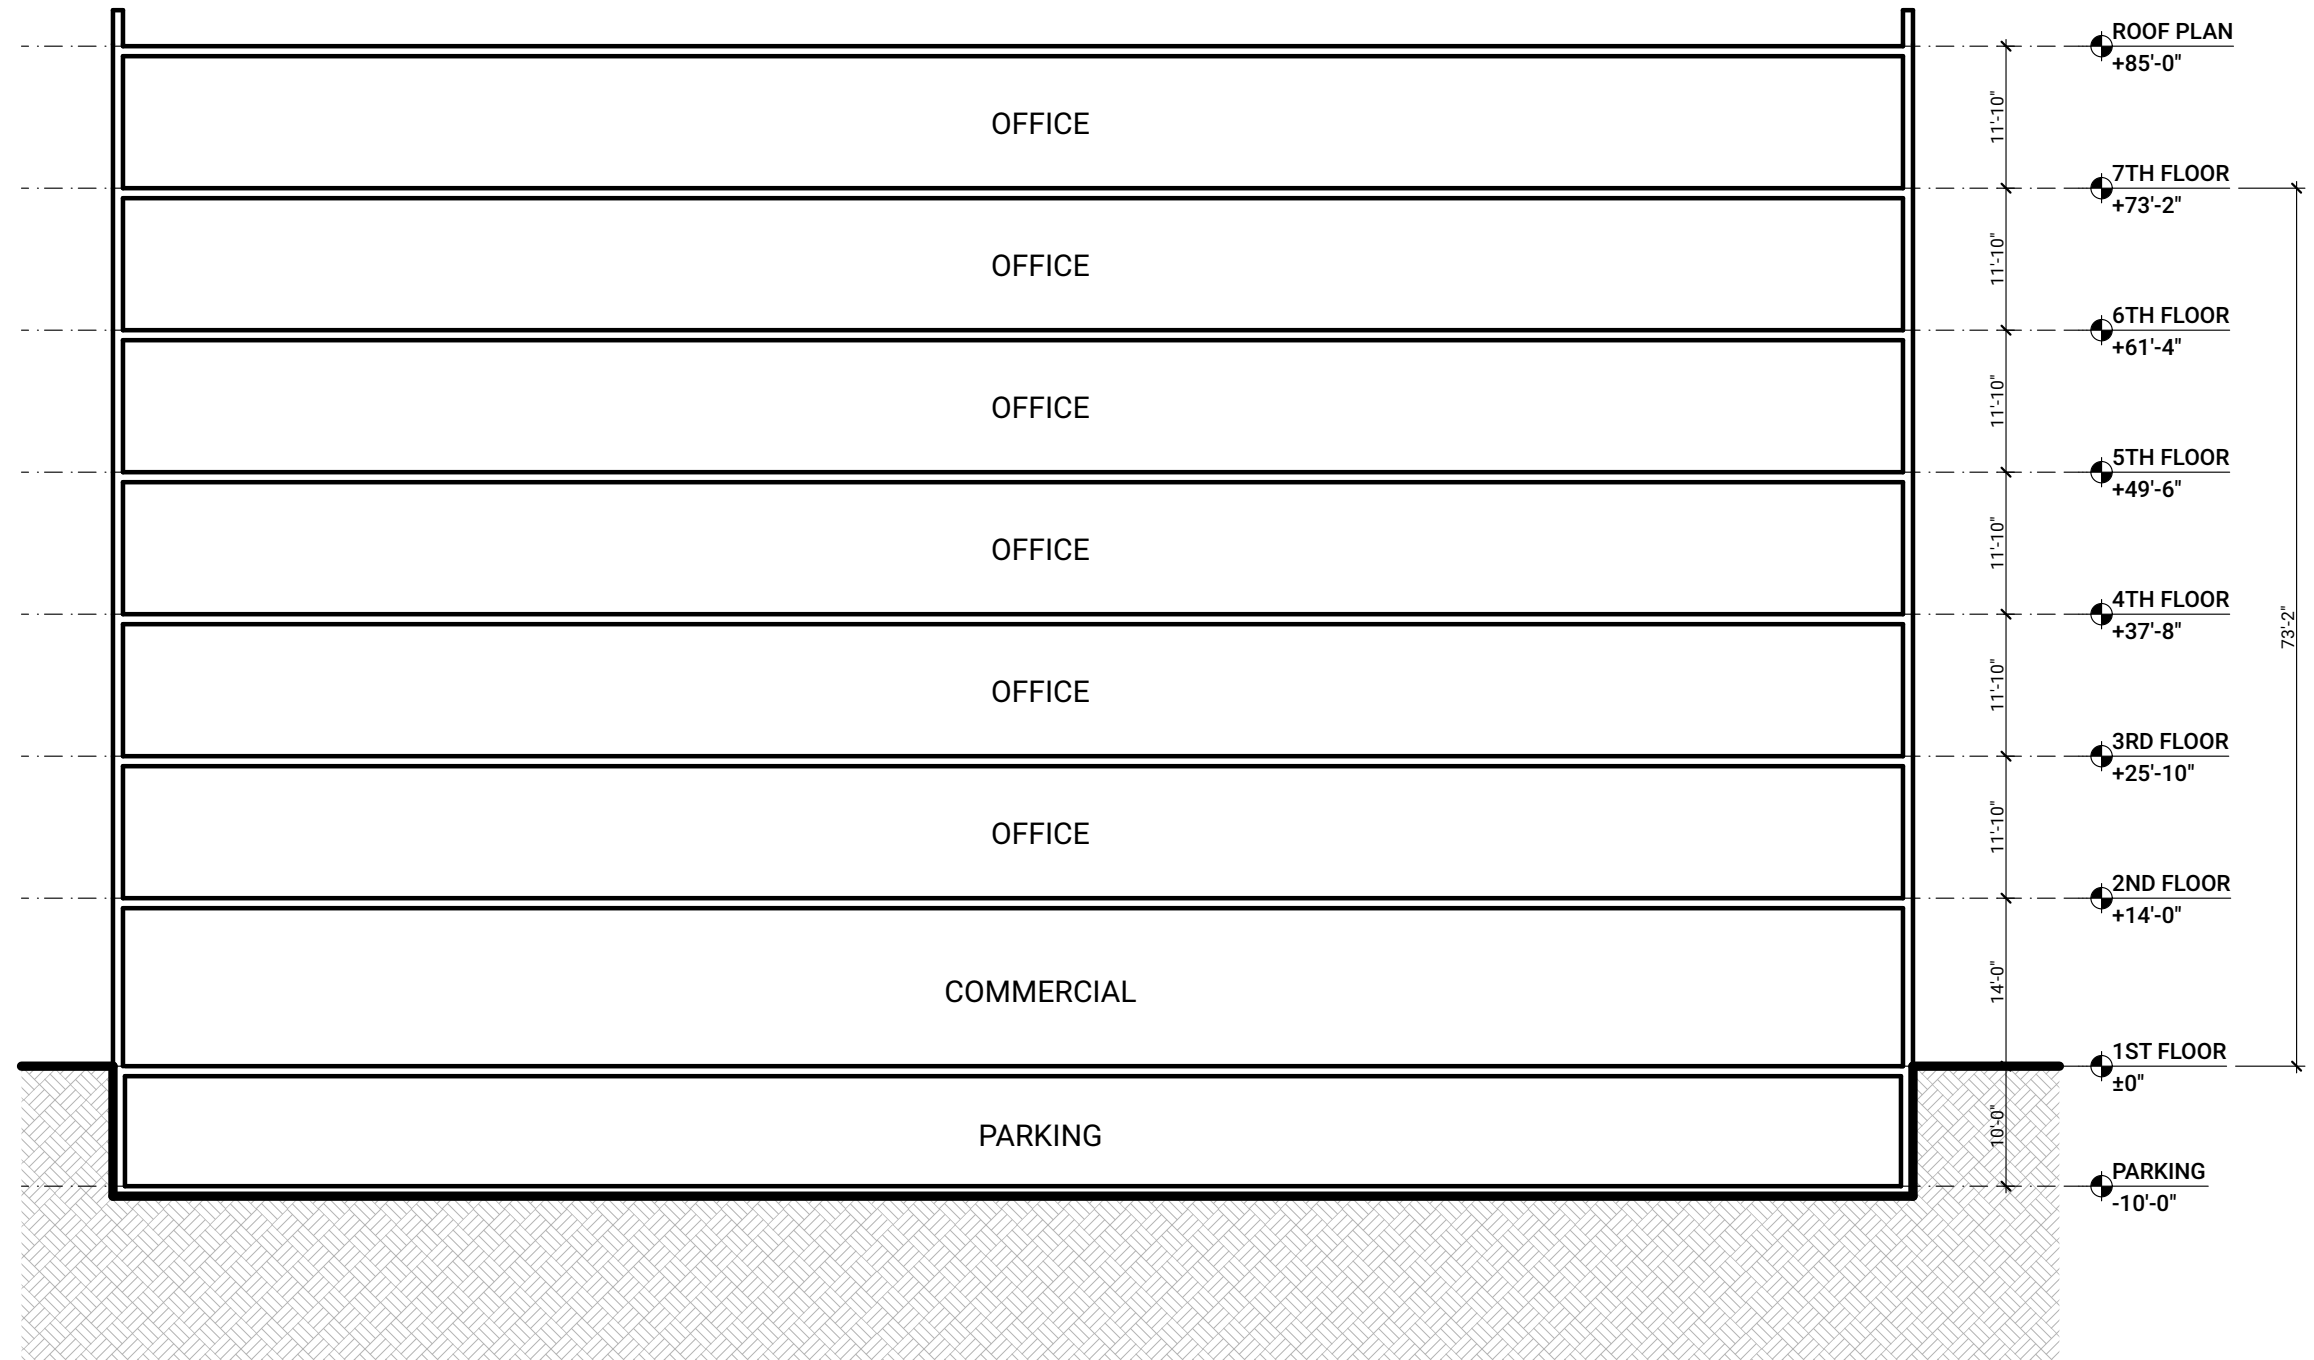 ROOF PLAN
+85'-0"
OFFICE
11'-10"
7TH FLOOR
+73'-2"
OFFICE
11'-10"
6TH FLOOR
+61'-4"
OFFICE
11'-10"
5TH FLOOR
+49'-6"
OFFICE
11'-10"
4TH FLOOR
+37'-8"
73'-2"
OFFICE
11'-10"
3RD FLOOR
+25'-10"
OFFICE
11'-10"
2ND FLOOR
+14'-0"
COMMERCIAL
14'-0"
1ST FLOOR
±0"
PARKING
10'-0"
PARKING
-10'-0"